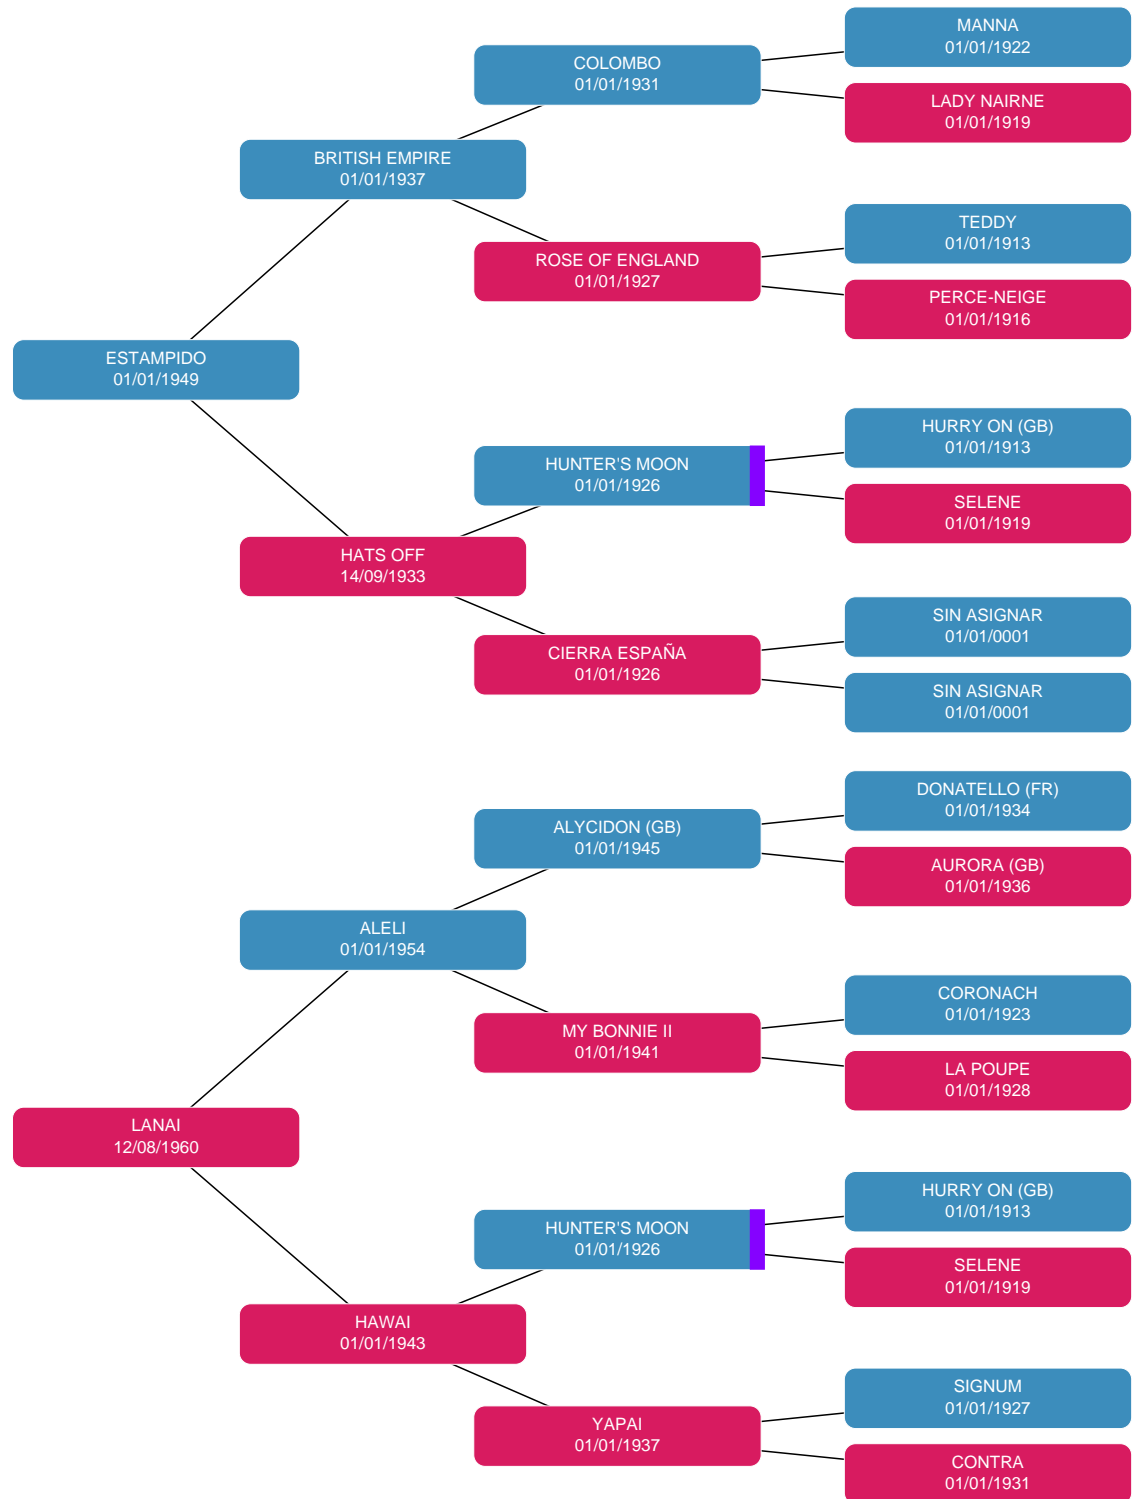 MANNA
01/01/1922
COLOMBO
01/01/1931
LADY NAIRNE
01/01/1919
BRITISH EMPIRE
01/01/1937
TEDDY
01/01/1913
ROSE OF ENGLAND
01/01/1927
PERCE-NEIGE
01/01/1916
ESTAMPIDO
01/01/1949
HURRY ON (GB)
01/01/1913
HUNTER'S MOON
01/01/1926
SELENE
01/01/1919
HATS OFF
14/09/1933
SIN ASIGNAR
01/01/0001
CIERRA ESPAÑA
01/01/1926
SIN ASIGNAR
01/01/0001
DONATELLO (FR)
01/01/1934
ALYCIDON (GB)
01/01/1945
AURORA (GB)
01/01/1936
ALELI
01/01/1954
CORONACH
01/01/1923
MY BONNIE II
01/01/1941
LA POUPE
01/01/1928
LANAI
12/08/1960
HURRY ON (GB)
01/01/1913
HUNTER'S MOON
01/01/1926
SELENE
01/01/1919
HAWAI
01/01/1943
SIGNUM
01/01/1927
YAPAI
01/01/1937
CONTRA
01/01/1931